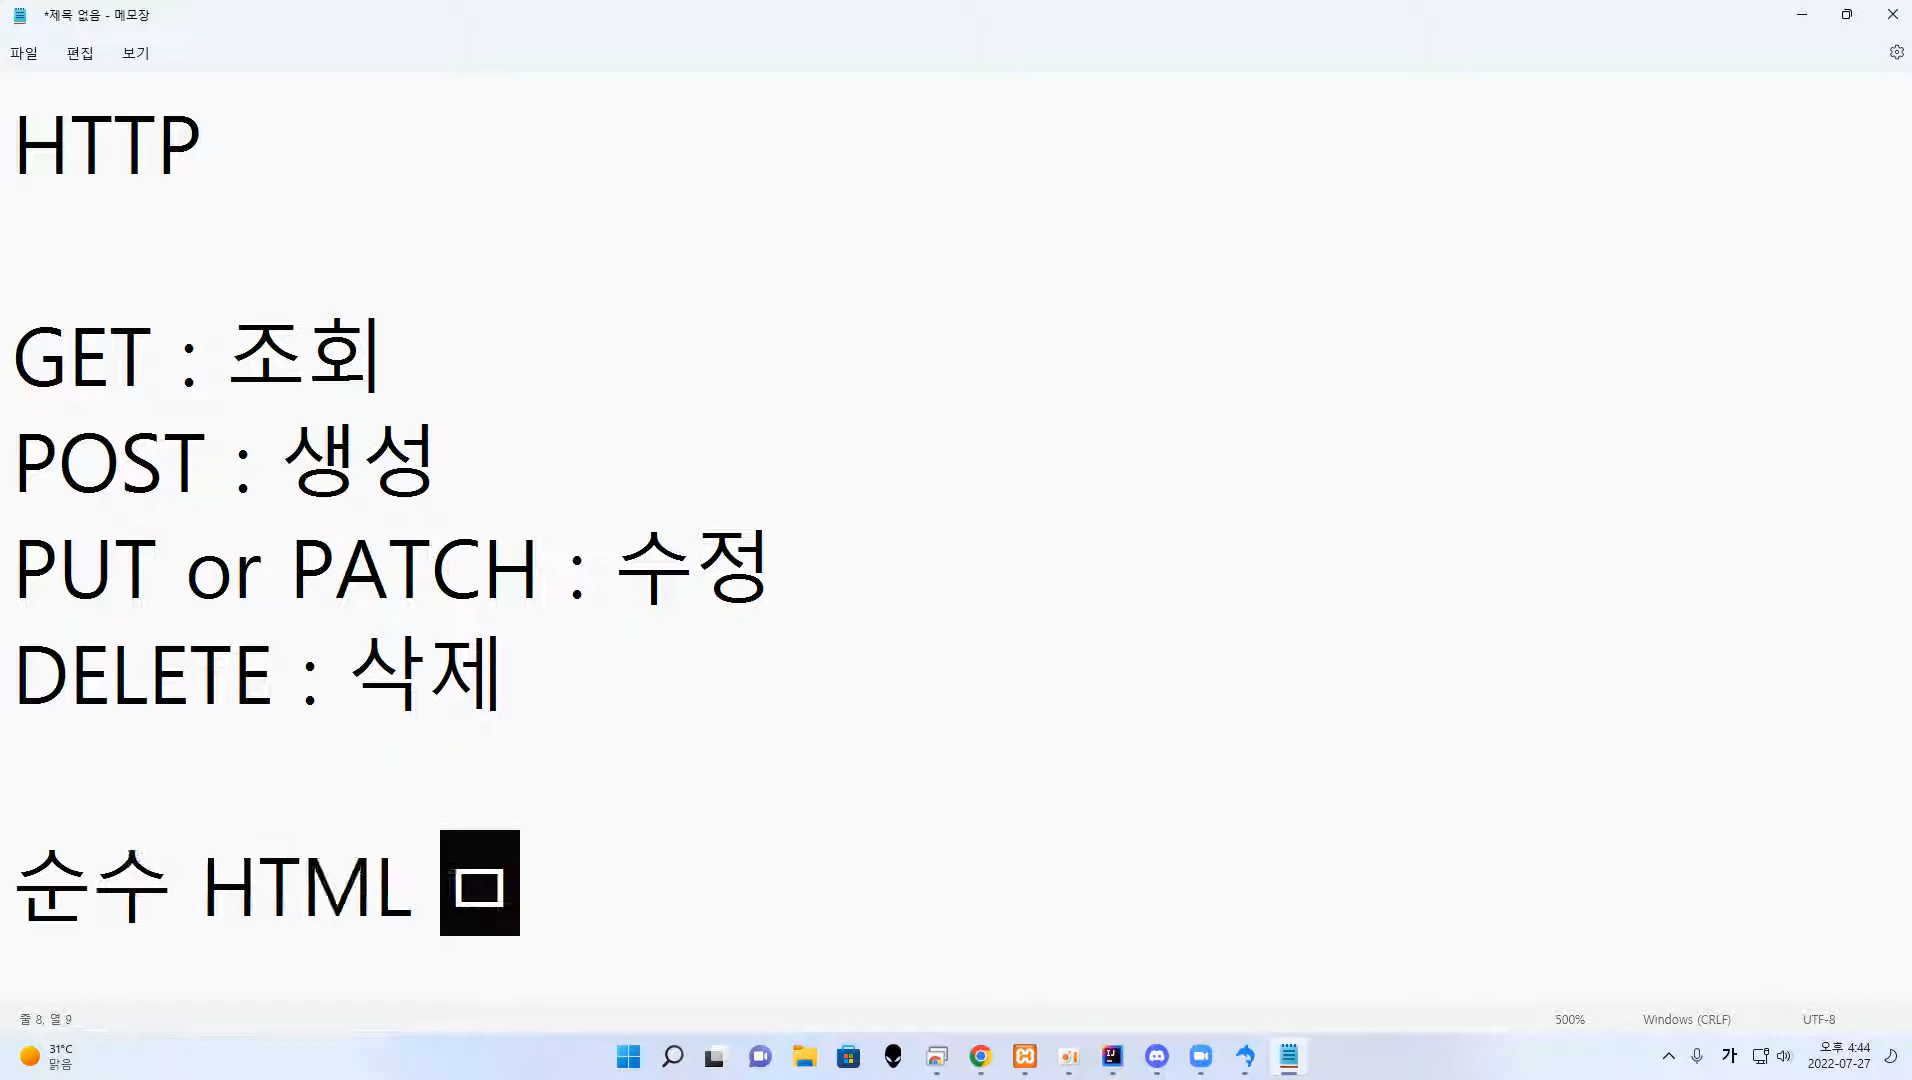 *제목 없음 - 메모장
파일 편집 보기
HTTP
GET : 조회
POST : 생성
PUT or PATCH : 수정
DELETE : 삭제
순수 HTML ㅁ
줄 8, 열 9
500%
Windows (CRLF)
UTF-8
31°C
맑음
가
오후 4:44
2022-07-27